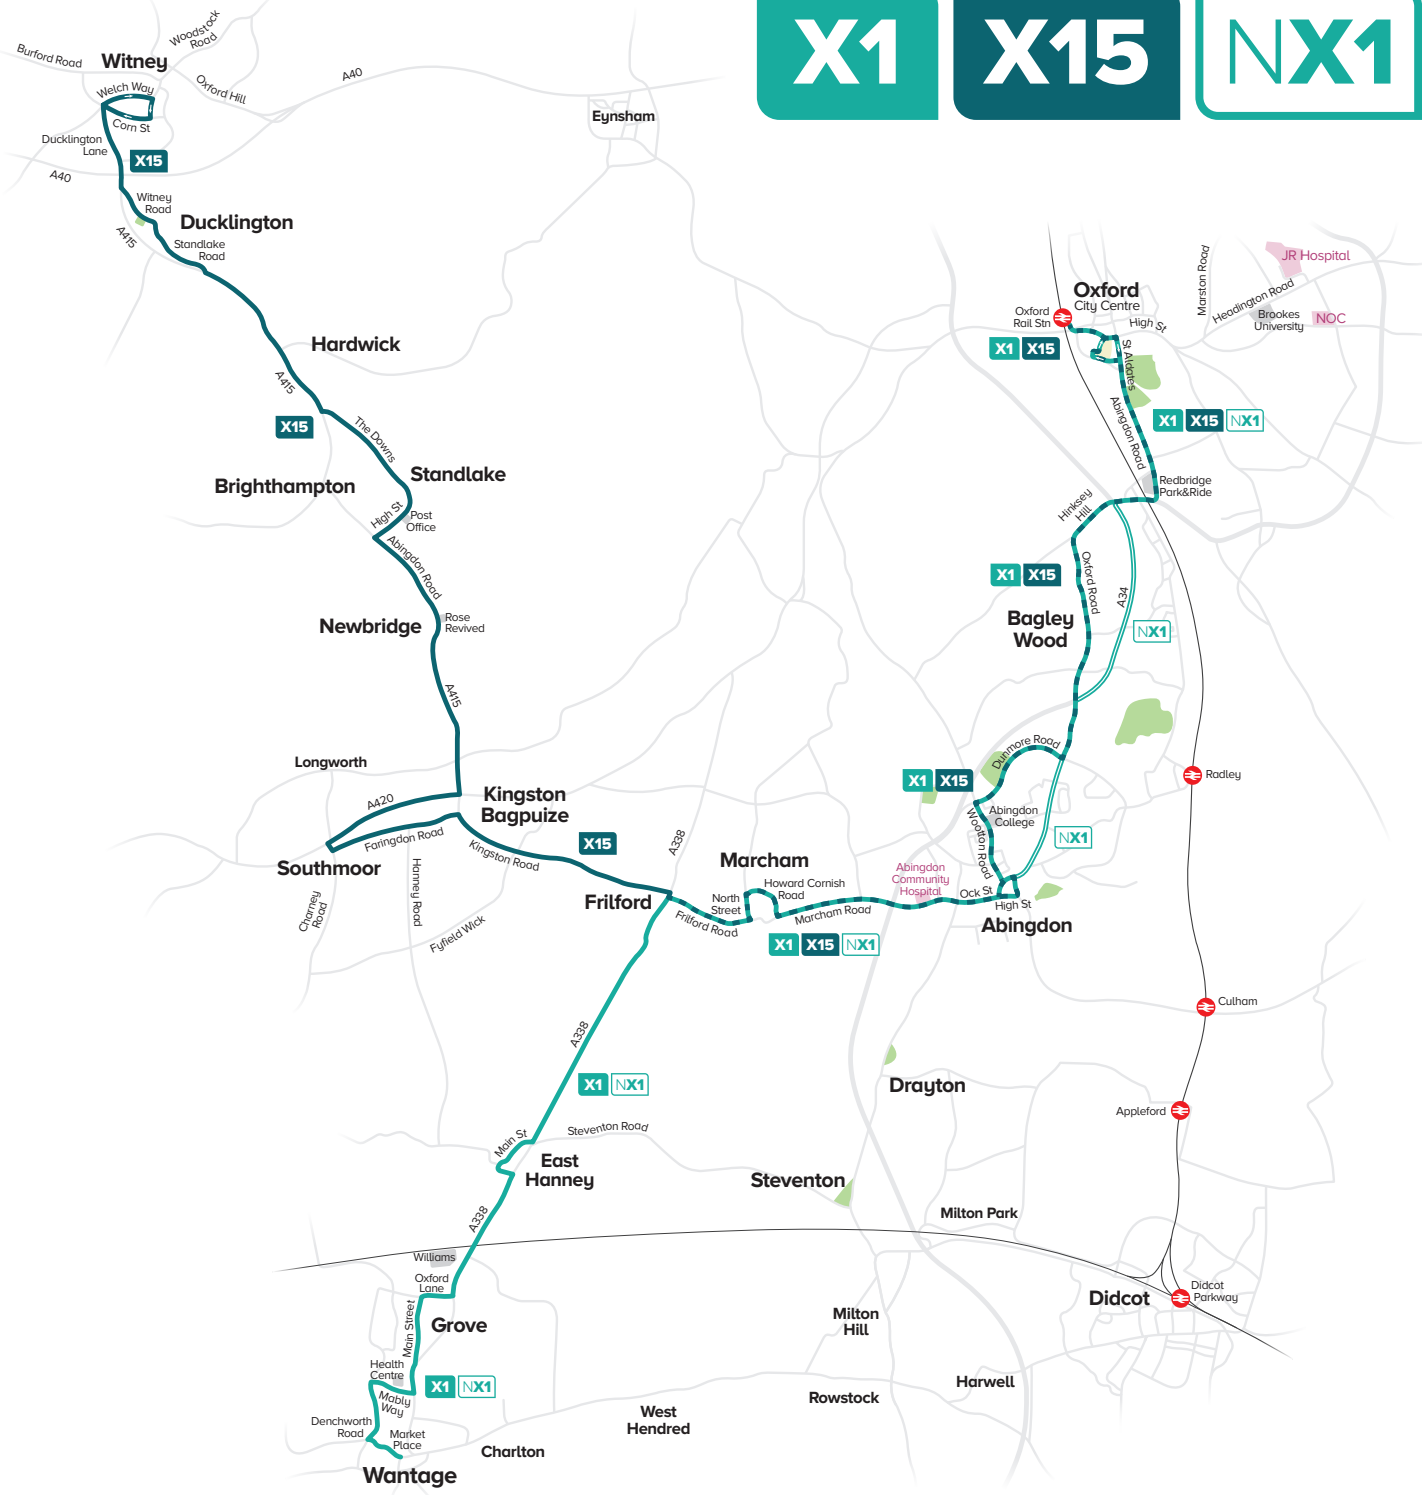 X1
X15
NX1
Woodstock
Road
Burford Road
Witney
Welch Way
Oxford Hill
A40
Corn St
Ducklington
Lane
X15
A40
Eynsham
Witney
Road
Ducklington
A415
Standlake
Road
Hardwick
A415
X15
The Downs
Brighthampton
Standlake
High St
Post
Office
Abingdon Road
Newbridge
Rose
Revived
A415
Marston Road
JR Hospital
Headington Road
Oxford
City Centre
Oxford
Rail Stn
High St
Brookes
University
NOC
X1 X15
St Aldates
Abingdon Road
X1 X15 NX1
Redbridge
Park&Ride
Hinksey
Hill
X1 X15
Oxford Road
A34
Bagley
Wood
NX1
Longworth
A420
Kingston
Bagpuize
Faringdon Road
Southmoor
Kingston Road
X15
Charney
Road
Hanney Road
Fyfield Wick
Frilford
A338
Marcham
North
Street
Howard Cornish
Road
Frilford Road
Marcham Road
X1 X15 NX1
Dunmore Road
X1 X15
Abingdon
College
Wootton Road
NX1
Abingdon
Community
Hospital
Ock St
High St
Abingdon
Radley
Culham
A338
X1 NX1
Drayton
Appleford
Main St
Steventon Road
East
Hanney
Steventon
A338
Milton Park
Williams
Oxford
Lane
Didcot
Parkway
Didcot
Main Street
Grove
Milton
Hill
Health
Centre
X1 NX1
Mably
Way
Harwell
Rowstock
Denchworth
Road
Market
Place
West
Hendred
Charlton
Wantage